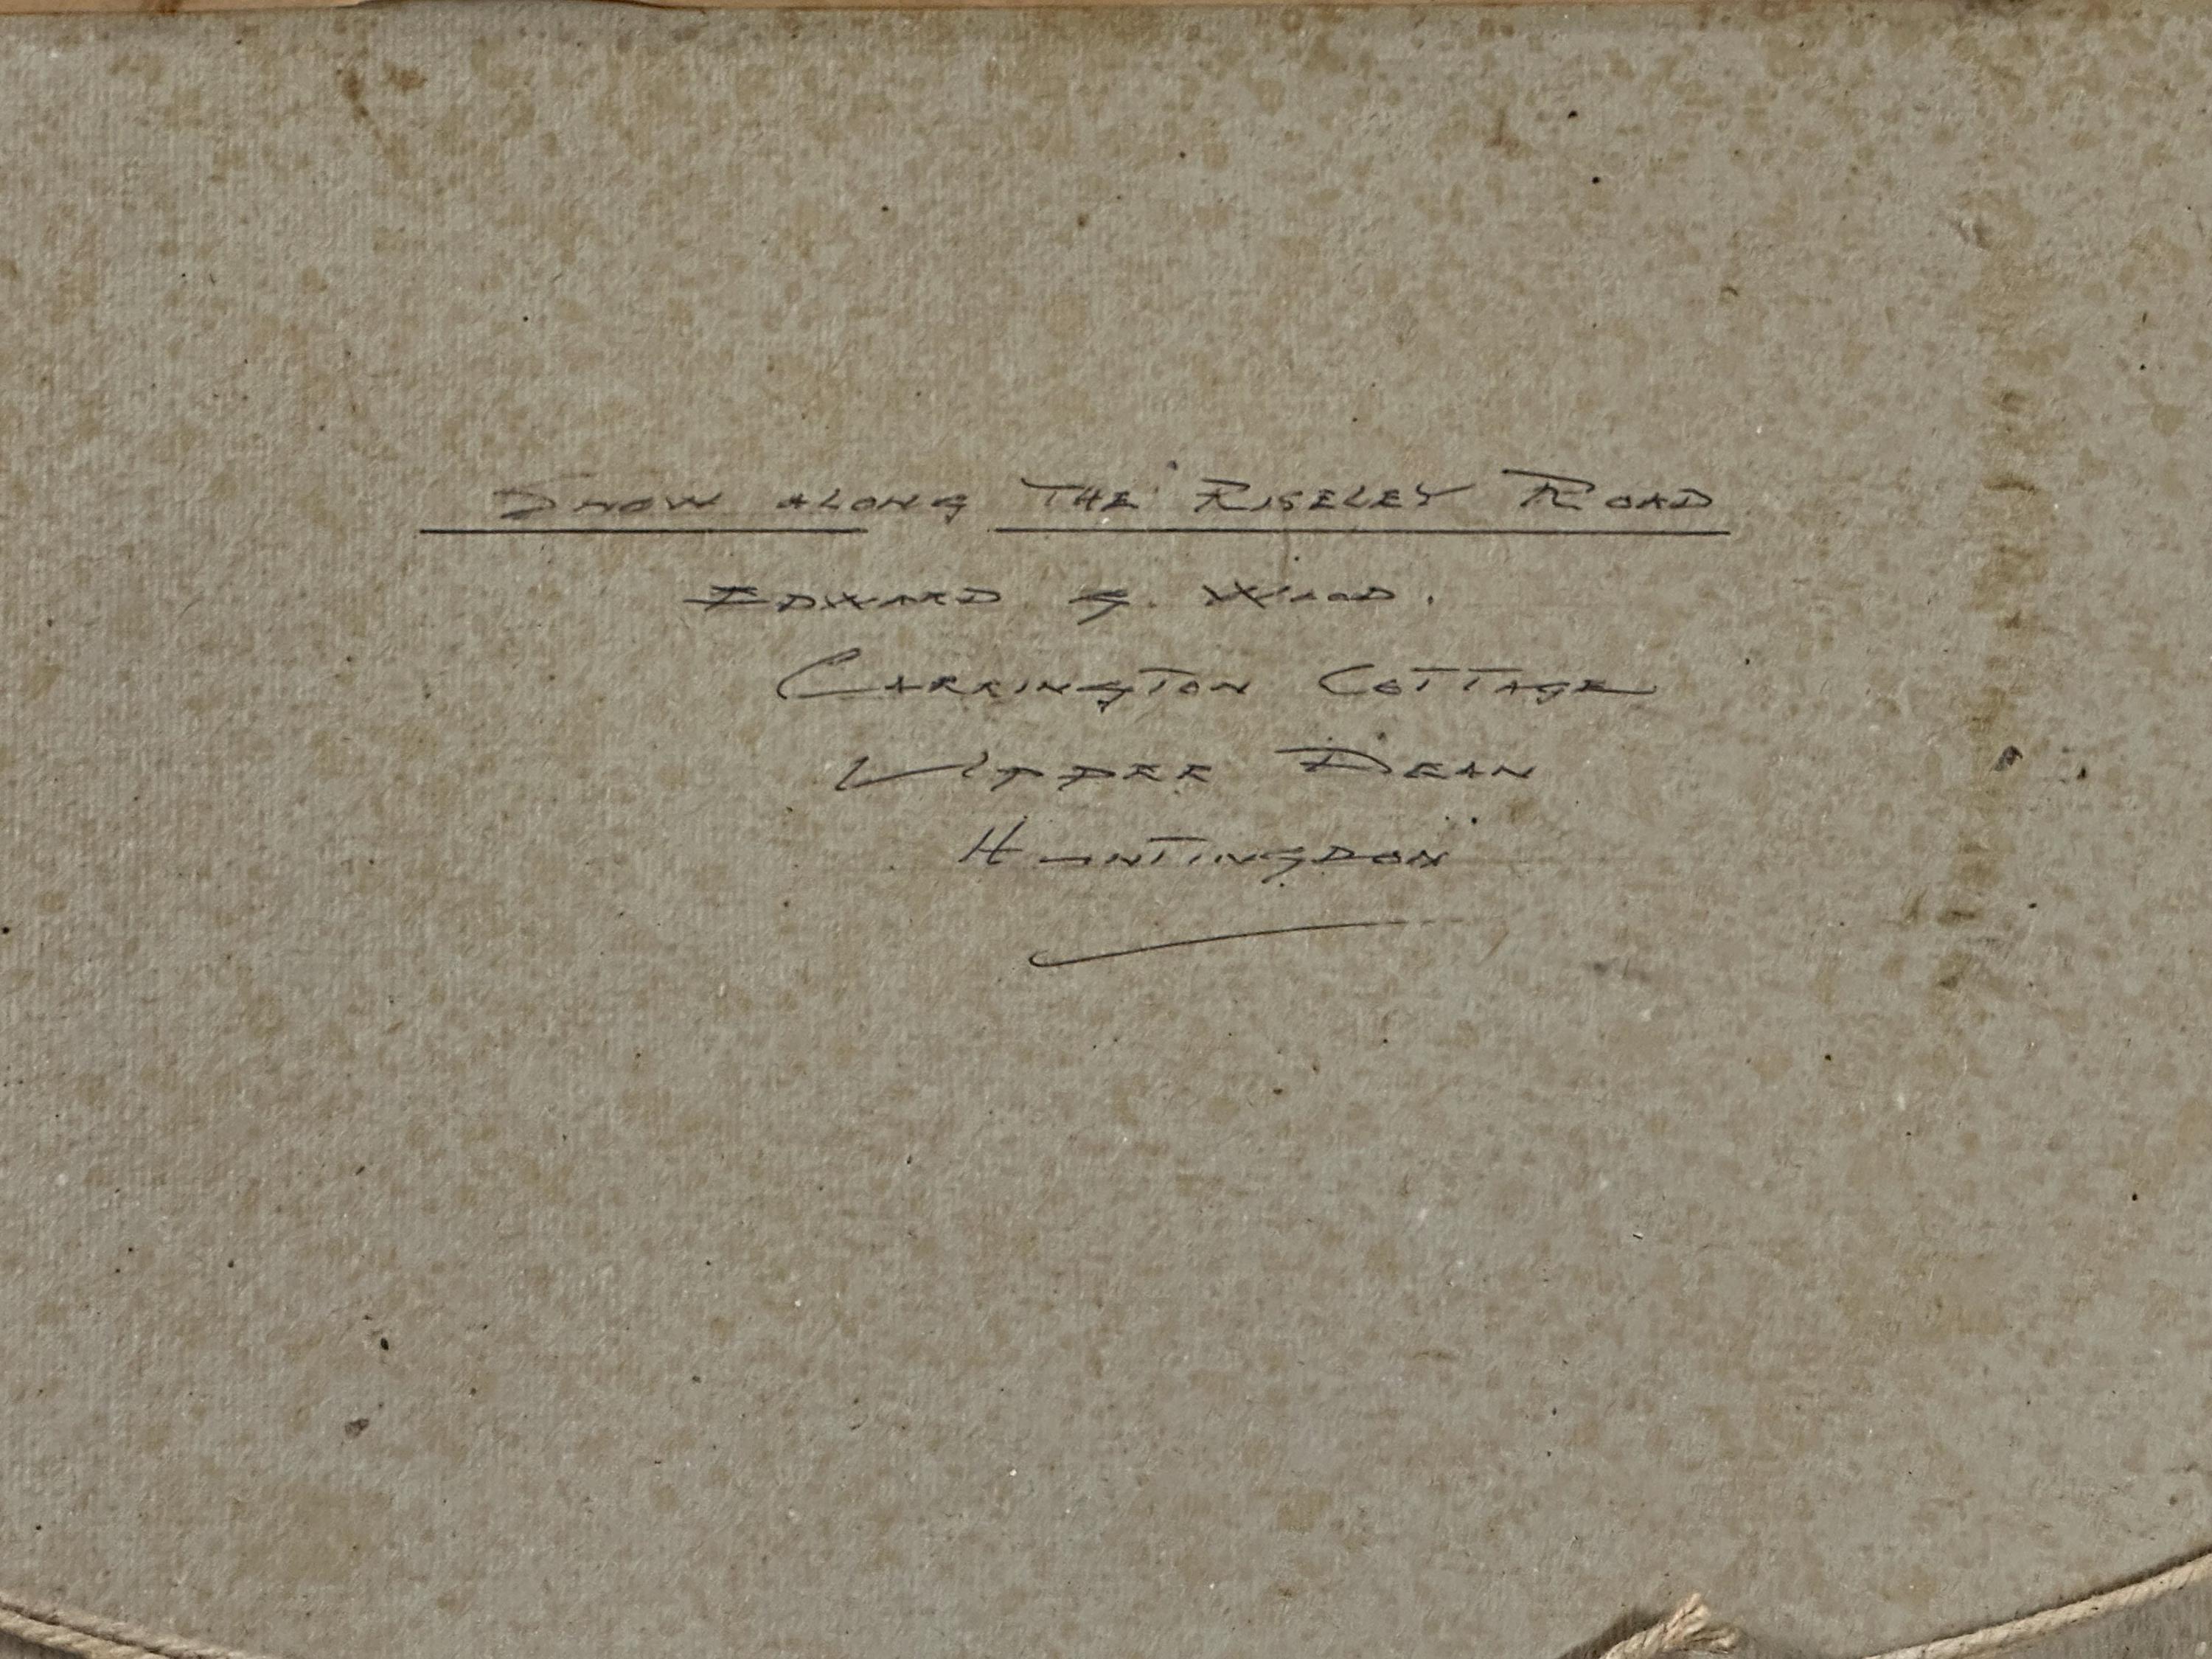 SNOW ALONG THE RISELEY ROAD
EDWARD G. WOOD.
CARRINGTON COTTAGE
UPPER DEAN
HUNTINGDON